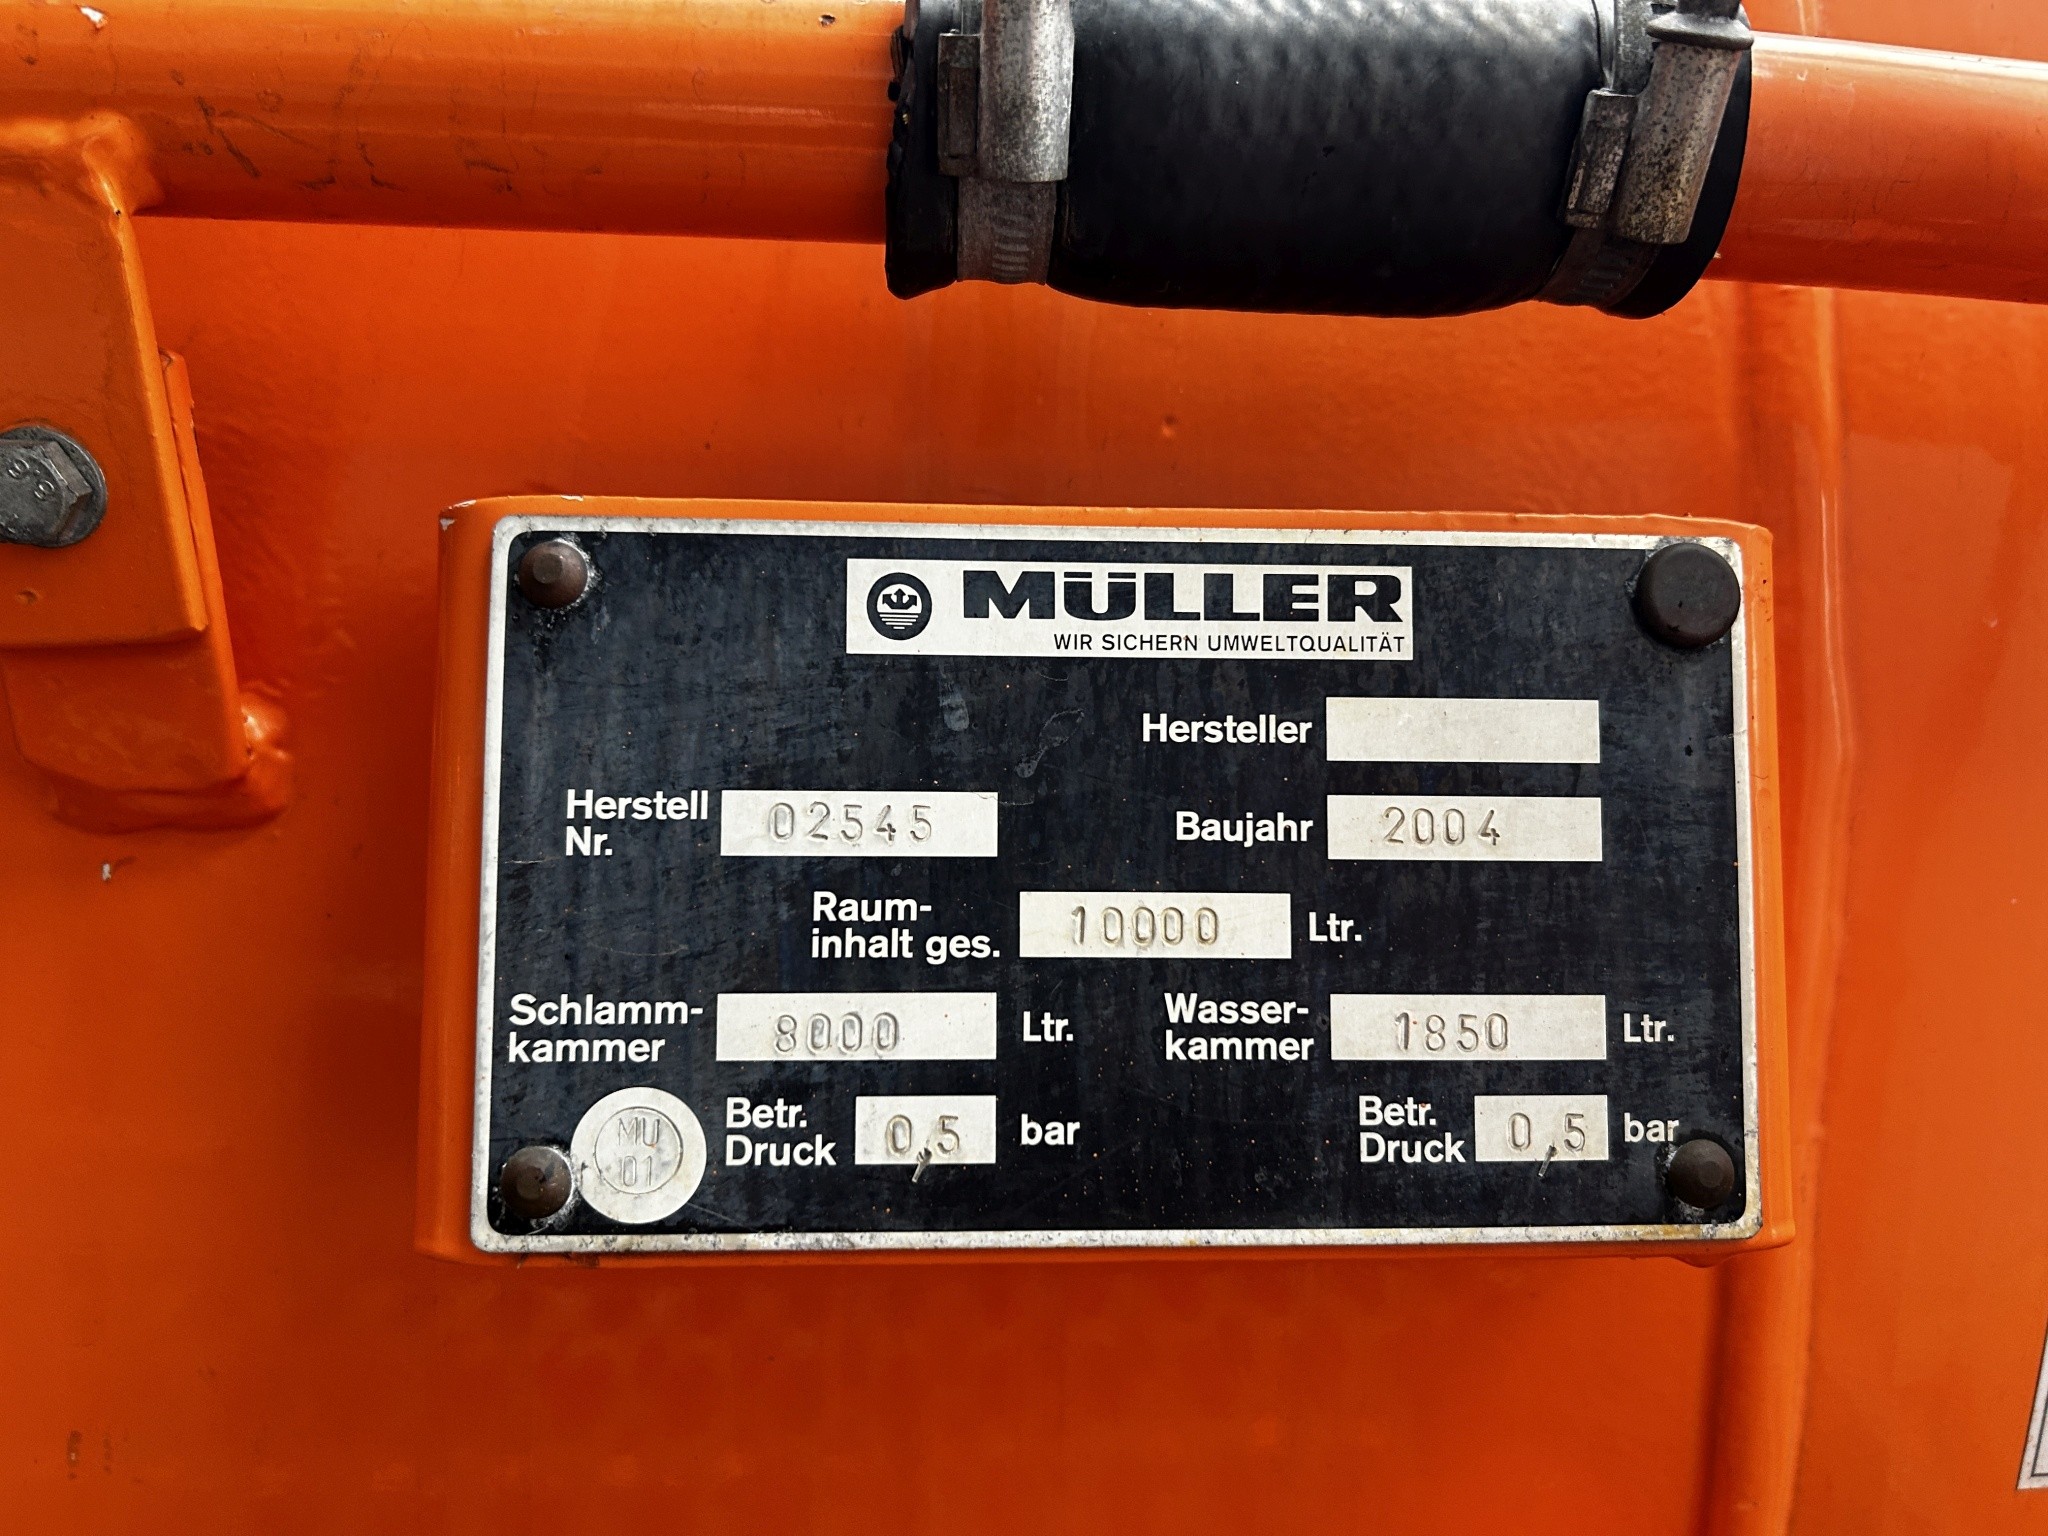 MÜLLER
WIR SICHERN UMWELTQUALITÄT
Hersteller
Herstell Nr. 02545
Baujahr 2004
Raum-
inhalt ges. 10000 Ltr.
Schlamm-
kammer 8000 Ltr.
Wasser-
kammer 1850 Ltr.
MU
01
Betr.
Druck 0,5 bar
Betr.
Druck 0,5 bar